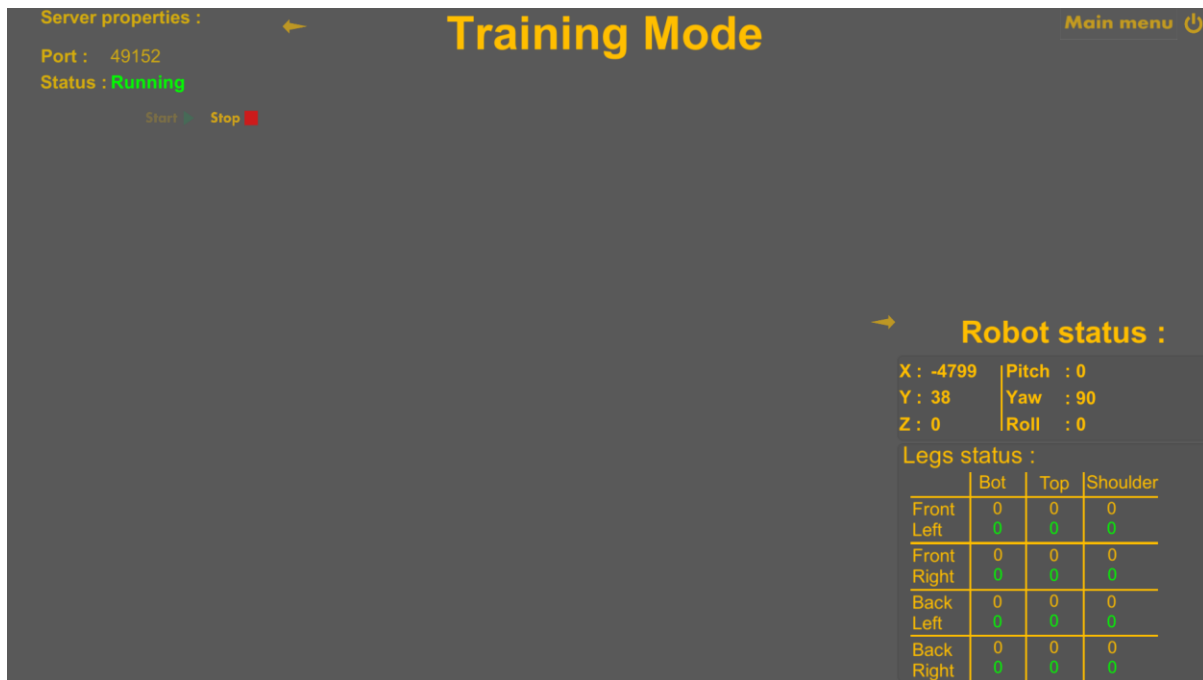 Server properties :
Training Mode
Main menu
Port : 49152
Status : Running
Start Stop
Robot status :
X : -4799 Pitch : 0
Y : 38 Yaw : 90
Z : 0 Roll : 0
Legs status :
Bot Top Shoulder
Front 0 0 0
Left 0 0 0
Front 0 0 0
Right 0 0 0
Back 0 0 0
Left 0 0 0
Back 0 0 0
Right 0 0 0